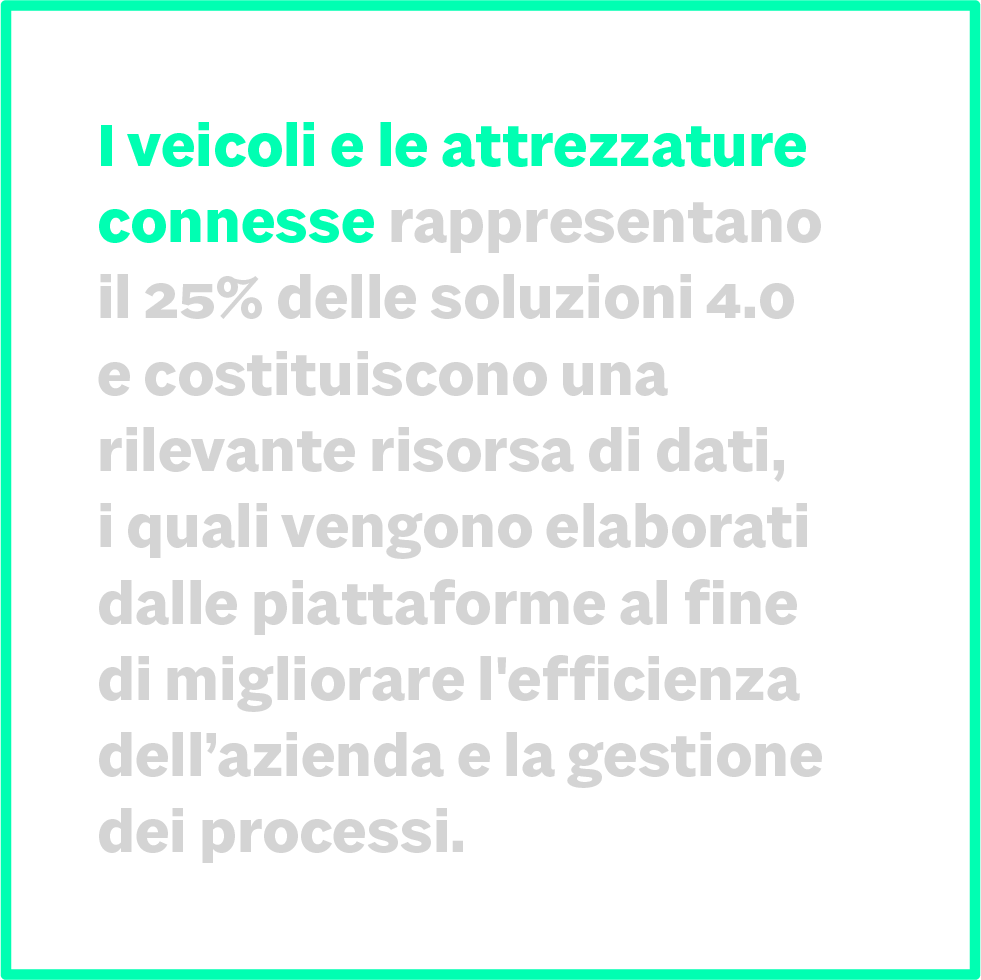 I veicoli e le attrezzature
connesse rappresentano
il 25% delle soluzioni 4.0
e costituiscono una
rilevante risorsa di dati,
i quali vengono elaborati
dalle piattaforme al fine
di migliorare l'efficienza
dell’azienda e la gestione
dei processi.